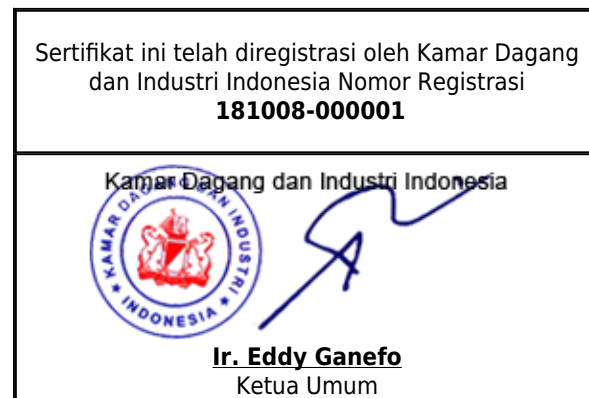 Sertifikat ini telah diregistrasi oleh Kamar Dagang
dan Industri Indonesia Nomor Registrasi
181008-000001
Kamar Dagang dan Industri Indonesia
KAMAR DAGANG DAN INDUSTRI
INDONESIA
Ir. Eddy Ganefo
Ketua Umum